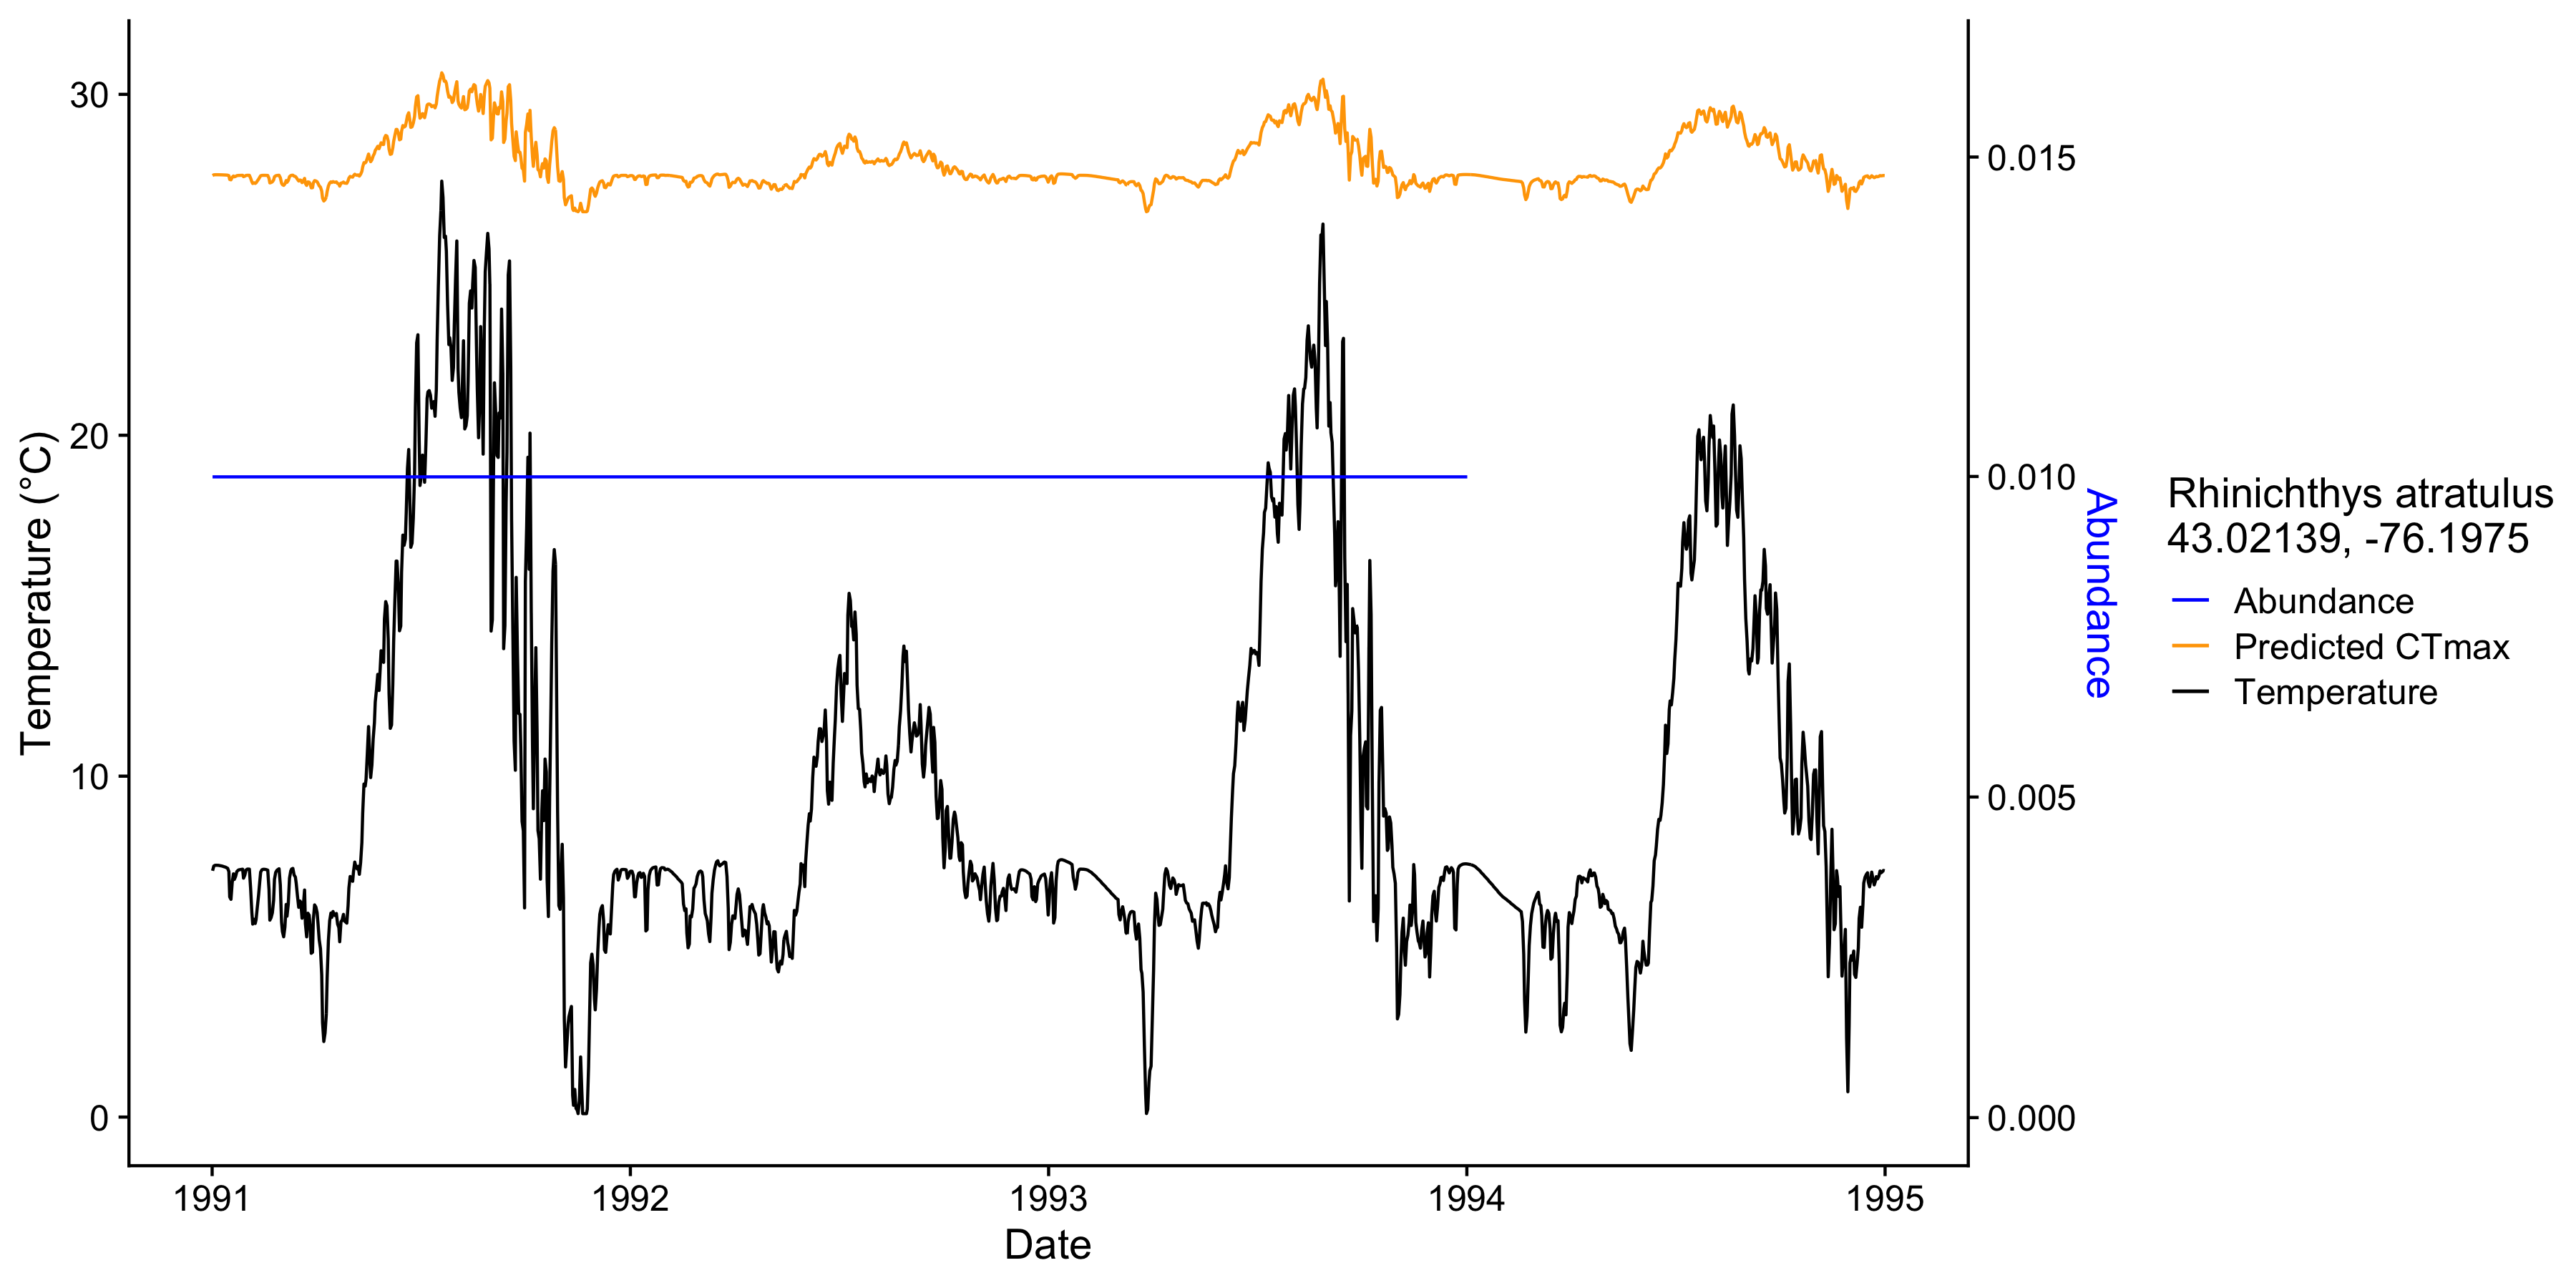 30
20
10
0
Temperature (°C)
1991
1992
1993
1994
1995
Date
0.015
0.010
0.005
0.000
Abundance
Rhinichthys atratulus
43.02139, -76.1975
Abundance
Predicted CTmax
Temperature